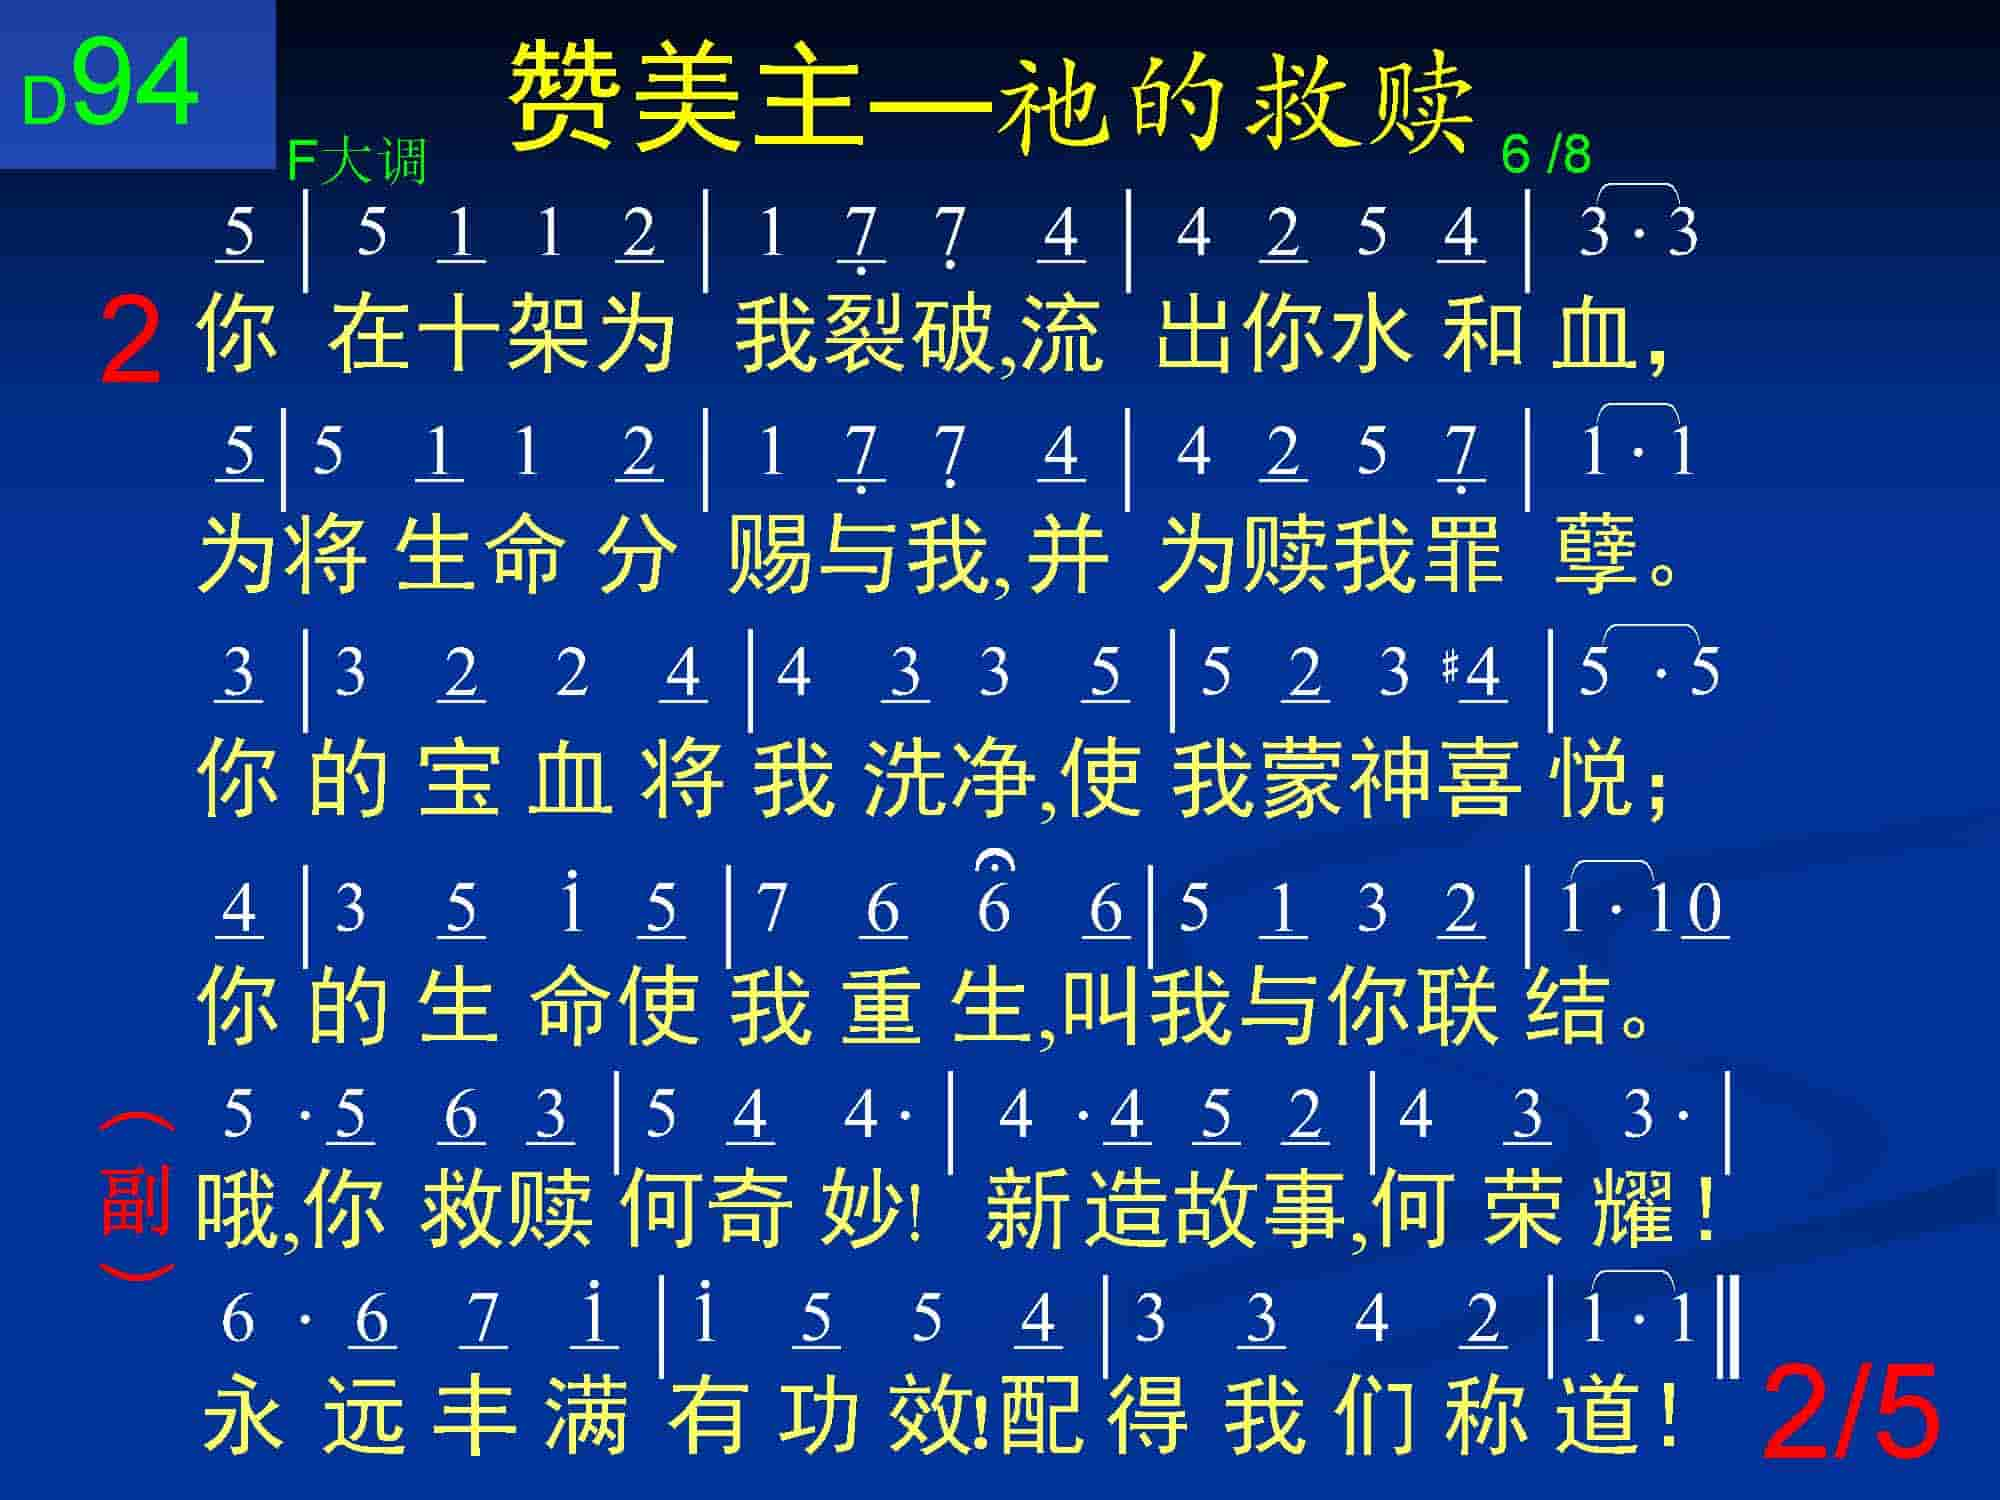 D94
赞美主—祂的救赎
F大调
6 /8
5 | 5 1 1 2 | 1 7 7 4 | 4 2 5 4 | 3 · 3
2 你 在十架为 我裂破,流 出你水和血,
5 | 5 1 1 2 | 1 7 7 4 | 4 2 5 7 | 1 · 1
为将生命分 赐与我,并 为赎我罪孽。
3 | 3 2 2 4 | 4 3 3 5 | 5 2 3 #4 | 5 · 5
你的宝血将我洗净,使我蒙神喜悦;
4 | 3 5 i 5 | 7 6 6 6 | 5 1 3 2 | 1 · 1 0
你的生命使我重生,叫我与你联结。
5 · 5 6 3 | 5 4 4 · | 4 · 4 5 2 | 4 3 3 · |
(副) 哦,你救赎何奇妙! 新造故事,何荣耀!
6 · 6 7 i | i 5 5 4 | 3 3 4 2 | 1 · 1 ||
永远丰满有功效!配得我们称道!
2/5